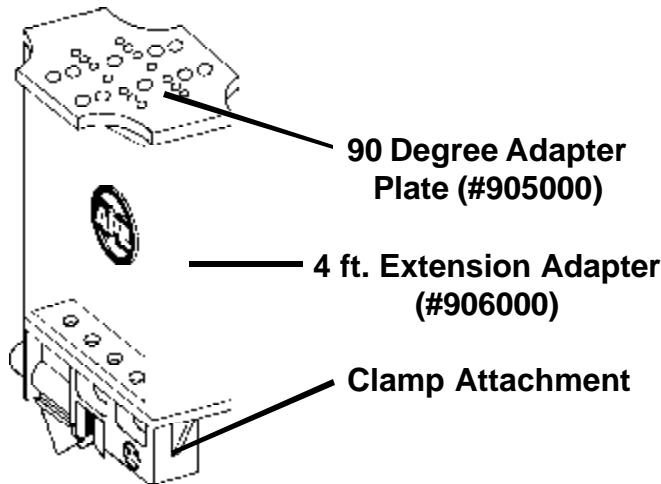 90 Degree Adapter
Plate (#905000)
4 ft. Extension Adapter
(#906000)
Clamp Attachment